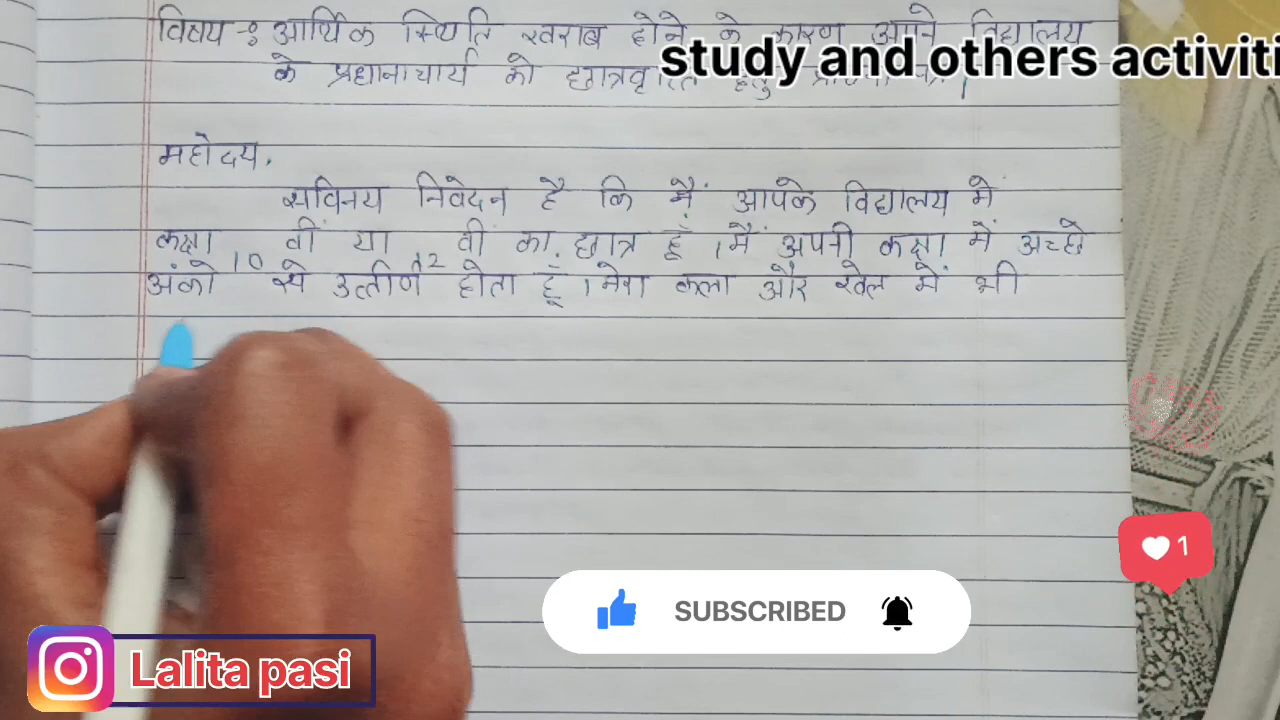 विषय -: आर्थिक स्थिति खराब होने के कारण अपने विद्यालय
के प्रधानाचार्य को छात्रवृत्ति हेतु
study and others activiti
महोदय,
सविनय निवेदन है कि मैं आपके विद्यालय में
कक्षा 10 वीं या 12 वीं का छात्र हूं । मैं अपनी कक्षा में अच्छे
अंको से उत्तीर्ण होता हूँ । मेरा कला और खेल में भी
1
SUBSCRIBED
Lalita pasi